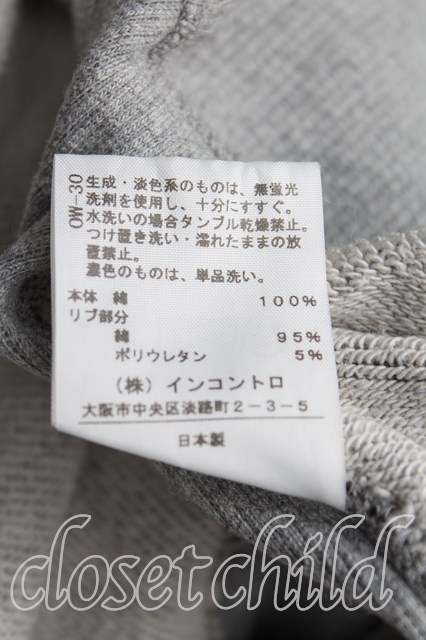 OW-30
生成・淡色系のものは、無蛍光
洗剤を使用し、十分にすすぐ。
水洗いの場合タンブル乾燥禁止。
つけ置き洗い・濡れたままの放
置禁止。
濃色のものは、単品洗い。
本体 綿 100%
リブ部分
綿 95%
ポリウレタン 5%
(株)インコントロ
大阪市中央区淡路町2-3-5
日本製
closet child